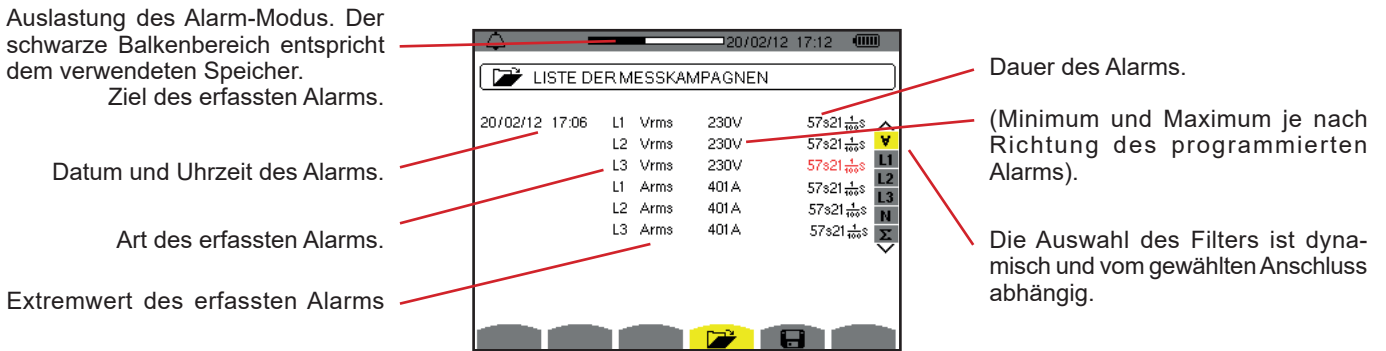 Auslastung des Alarm-Modus. Der
schwarze Balkenbereich entspricht
dem verwendeten Speicher.
Ziel des erfassten Alarms.
Datum und Uhrzeit des Alarms.
Art des erfassten Alarms.
Extremwert des erfassten Alarms
20/02/12 17:12
LISTE DER MESSKAMPAGNEN
20/02/12 17:06 L1 Vrms 230V 57s21 1/100 s
L2 Vrms 230V 57s21 1/100 s
L3 Vrms 230V 57s21 1/100 s
L1 Arms 401A 57s21 1/100 s
L2 Arms 401A 57s21 1/100 s
L3 Arms 401A 57s21 1/100 s
∀
L1
L2
L3
N
Σ
Dauer des Alarms.
(Minimum und Maximum je nach
Richtung des programmierten
Alarms).
Die Auswahl des Filters ist dyna-
misch und vom gewählten Anschluss
abhängig.